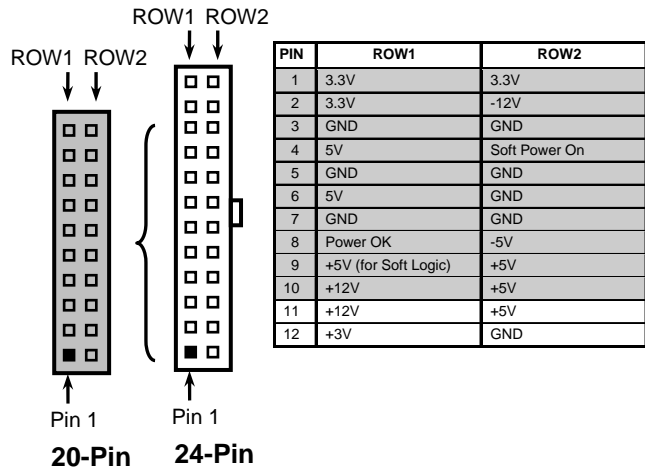 ROW1 ROW2
ROW1 ROW2
Pin 1
Pin 1
20-Pin
24-Pin
PIN ROW1 ROW2
1 3.3V 3.3V
2 3.3V -12V
3 GND GND
4 5V Soft Power On
5 GND GND
6 5V GND
7 GND GND
8 Power OK -5V
9 +5V (for Soft Logic) +5V
10 +12V +5V
11 +12V +5V
12 +3V GND